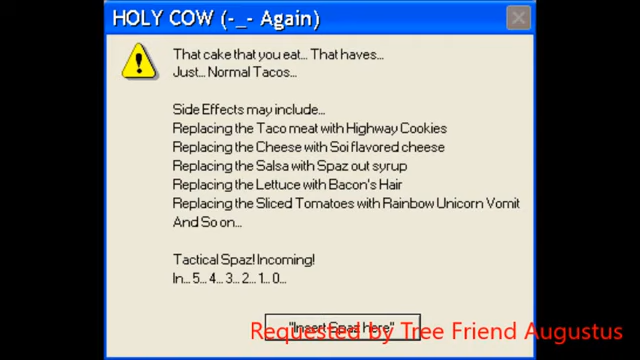 HOLY COW (-_- Again)
That cake that you eat... That haves...
Just... Normal Tacos...
Side Effects may include...
Replacing the Taco meat with Highway Cookies
Replacing the Cheese with Soi flavored cheese
Replacing the Salsa with Spaz out syrup
Replacing the Lettuce with Bacon's Hair
Replacing the Sliced Tomatoes with Rainbow Unicorn Vomit
And So on...
Tactical Spaz! Incoming!
In... 5... 4... 3... 2... 1... 0...
"Insert Spaz here"
Requested by Tree Friend Augustus